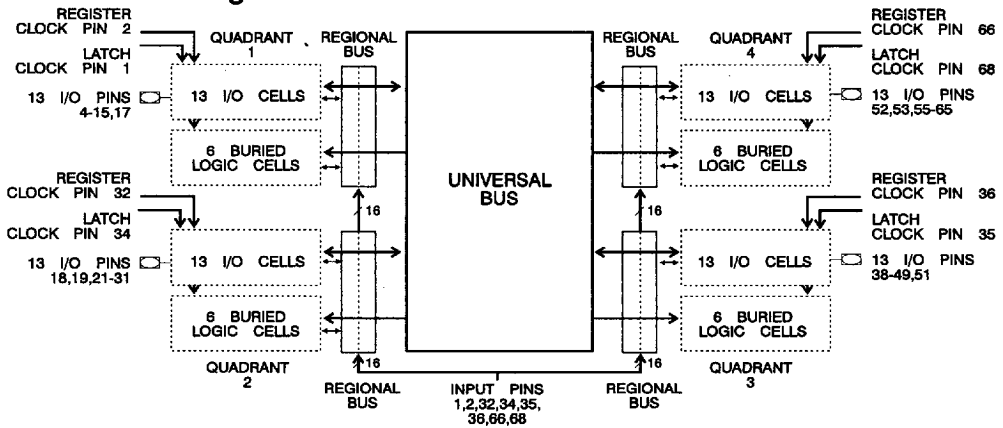 REGISTER
CLOCK PIN 2
LATCH
CLOCK PIN 1
13 I/O PINS
4-15,17
QUADRANT
1
13 I/O CELLS
6 BURIED
LOGIC CELLS
REGIONAL
BUS
16
REGISTER
CLOCK PIN 32
LATCH
CLOCK PIN 34
13 I/O PINS
18,19,21-31
13 I/O CELLS
6 BURIED
LOGIC CELLS
QUADRANT
2
16
REGIONAL
BUS
UNIVERSAL
BUS
INPUT PINS
1,2,32,34,35,
36,66,68
REGIONAL
BUS
QUADRANT
4
13 I/O CELLS
6 BURIED
LOGIC CELLS
16
REGISTER
CLOCK PIN 66
LATCH
CLOCK PIN 68
13 I/O PINS
52,53,55-65
13 I/O CELLS
6 BURIED
LOGIC CELLS
16
REGIONAL
BUS
QUADRANT
3
REGISTER
CLOCK PIN 36
LATCH
CLOCK PIN 35
13 I/O PINS
38-49,51